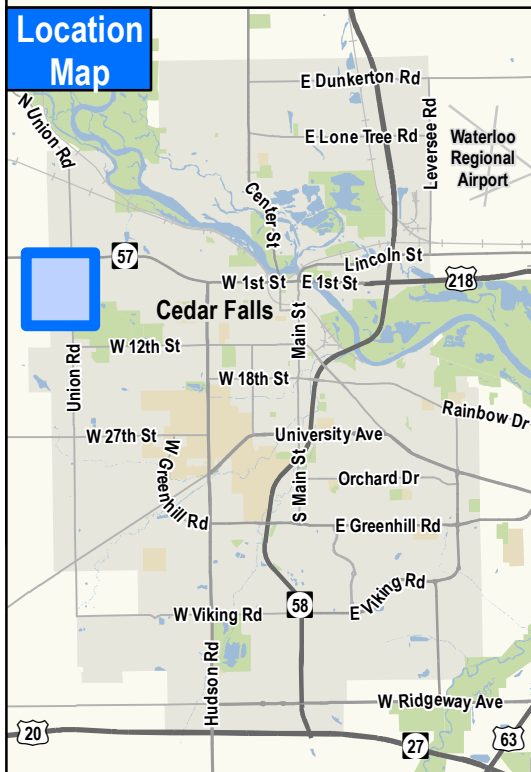 Location
Map
E Dunkerton Rd
N Union Rd
E Lone Tree Rd
Leversee Rd
Waterloo
Regional
Airport
Center St
57
Lincoln St
W 1st St
E 1st St
218
Cedar Falls
Main St
W 12th St
Union Rd
W 18th St
Rainbow Dr
W 27th St
University Ave
W Greenhill Rd
S Main St
Orchard Dr
E Greenhill Rd
58
E Viking Rd
W Viking Rd
Hudson Rd
W Ridgeway Ave
20
27
63